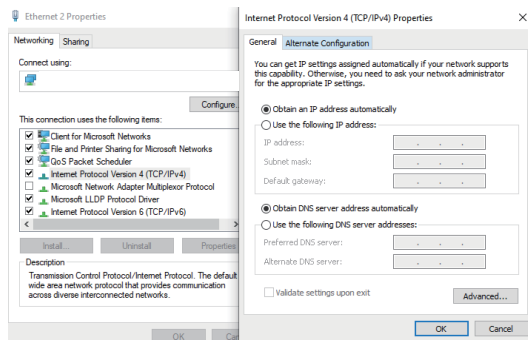 Ethernet 2 Properties
Networking Sharing
Connect using:
Configure.
This connection uses the following items:
Client for Microsoft Networks
File and Printer Sharing for Microsoft Networks
QoS Packet Scheduler
Internet Protocol Version 4 (TCP/IPv4)
Microsoft Network Adapter Multiplexor Protocol
Microsoft LLDP Protocol Driver
Internet Protocol Version 6 (TCP/IPv6)
Install... Uninstall Properties
Description
Transmission Control Protocol/Internet Protocol. The default
wide area network protocol that provides communication
across diverse interconnected networks.
OK
Internet Protocol Version 4 (TCP/IPv4) Properties
General Alternate Configuration
You can get IP settings assigned automatically if your network supports
this capability. Otherwise, you need to ask your network administrator
for the appropriate IP settings.
Obtain an IP address automatically
Use the following IP address:
IP address:
Subnet mask:
Default gateway:
Obtain DNS server address automatically
Use the following DNS server addresses:
Preferred DNS server:
Alternate DNS server:
Validate settings upon exit
Advanced...
OK Cancel